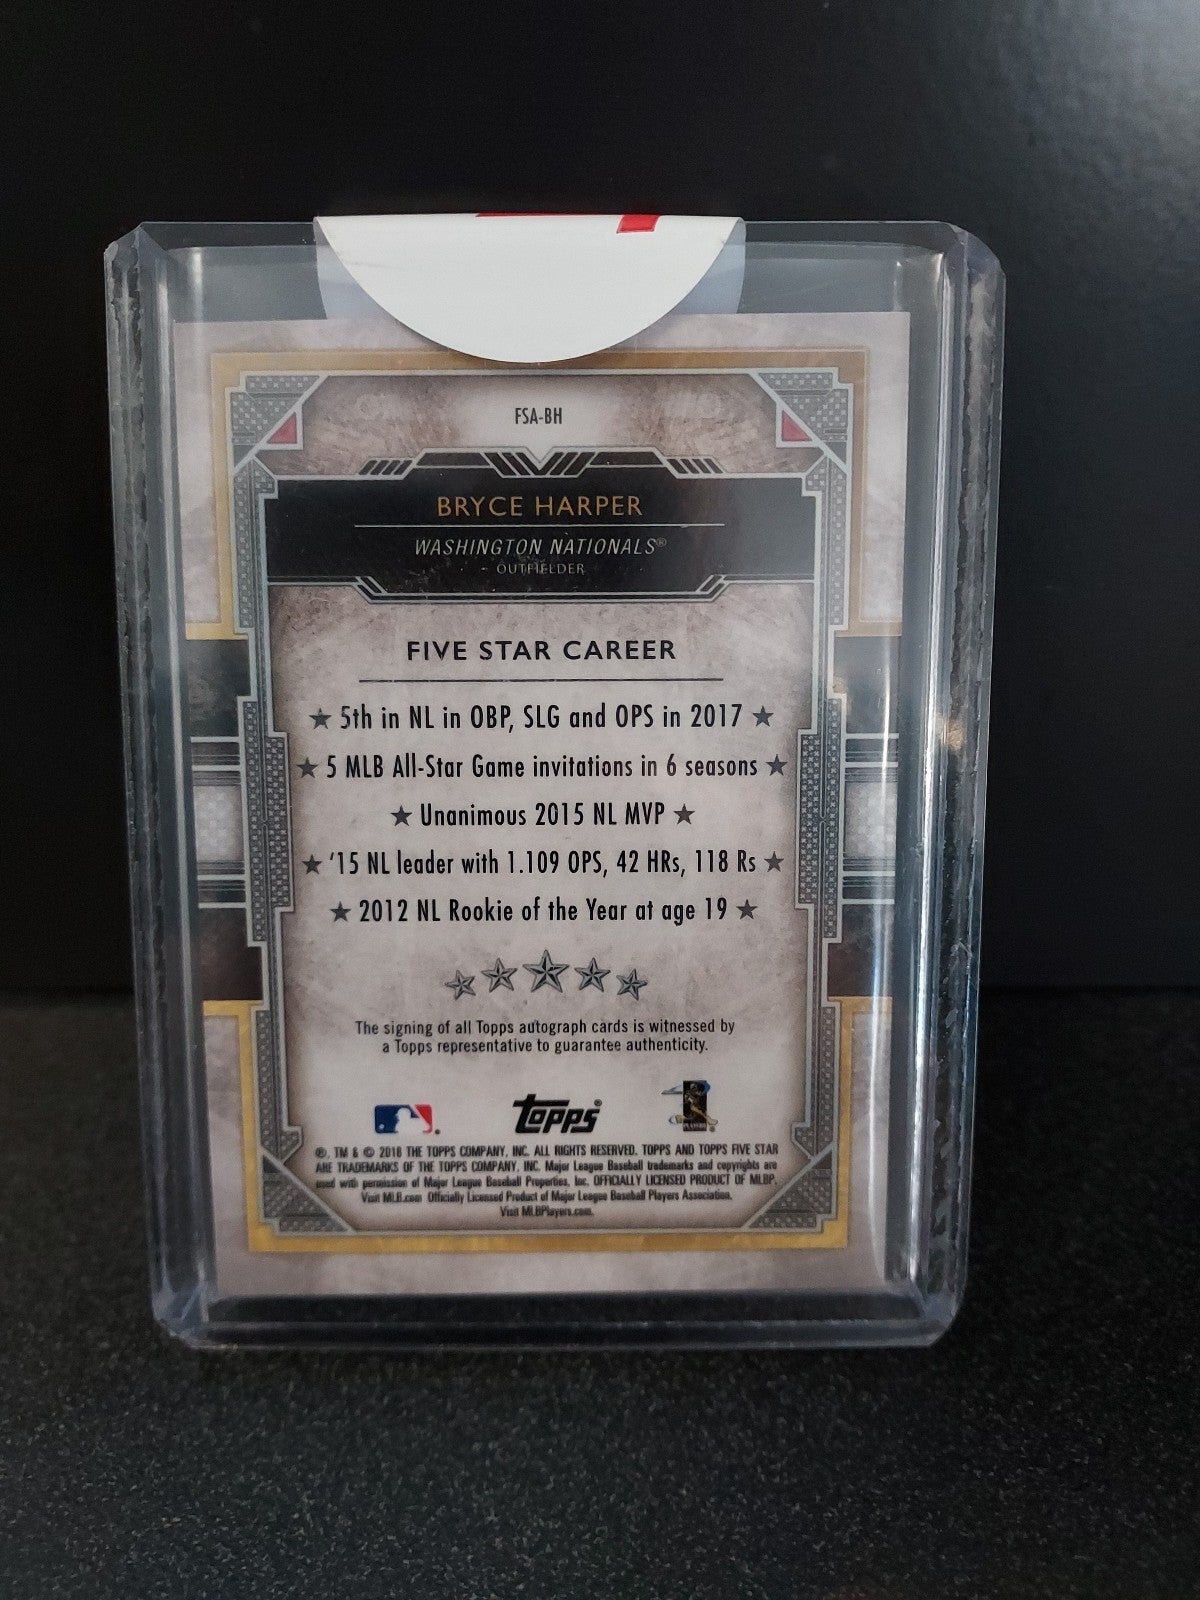 FSA-BH
BRYCE HARPER
WASHINGTON NATIONALS®
OUTFIELDER
FIVE STAR CAREER
★ 5th in NL in OBP, SLG and OPS in 2017 ★
★ 5 MLB All-Star Game invitations in 6 seasons ★
★ Unanimous 2015 NL MVP ★
★ '15 NL leader with 1.109 OPS, 42 HRs, 118 Rs ★
★ 2012 NL Rookie of the Year at age 19 ★
The signing of all Topps autograph cards is witnessed by
a Topps representative to guarantee authenticity.
topps®
PLAYERS
®, TM & © 2018 THE TOPPS COMPANY, INC. ALL RIGHTS RESERVED. TOPPS AND TOPPS FIVE STAR
ARE TRADEMARKS OF THE TOPPS COMPANY, INC. Major League Baseball trademarks and copyrights are
used with permission of Major League Baseball Properties, Inc. OFFICIALLY LICENSED PRODUCT OF MLBP.
Visit MLB.com Officially Licensed Product of Major League Baseball Players Association.
Visit MLBPlayers.com.